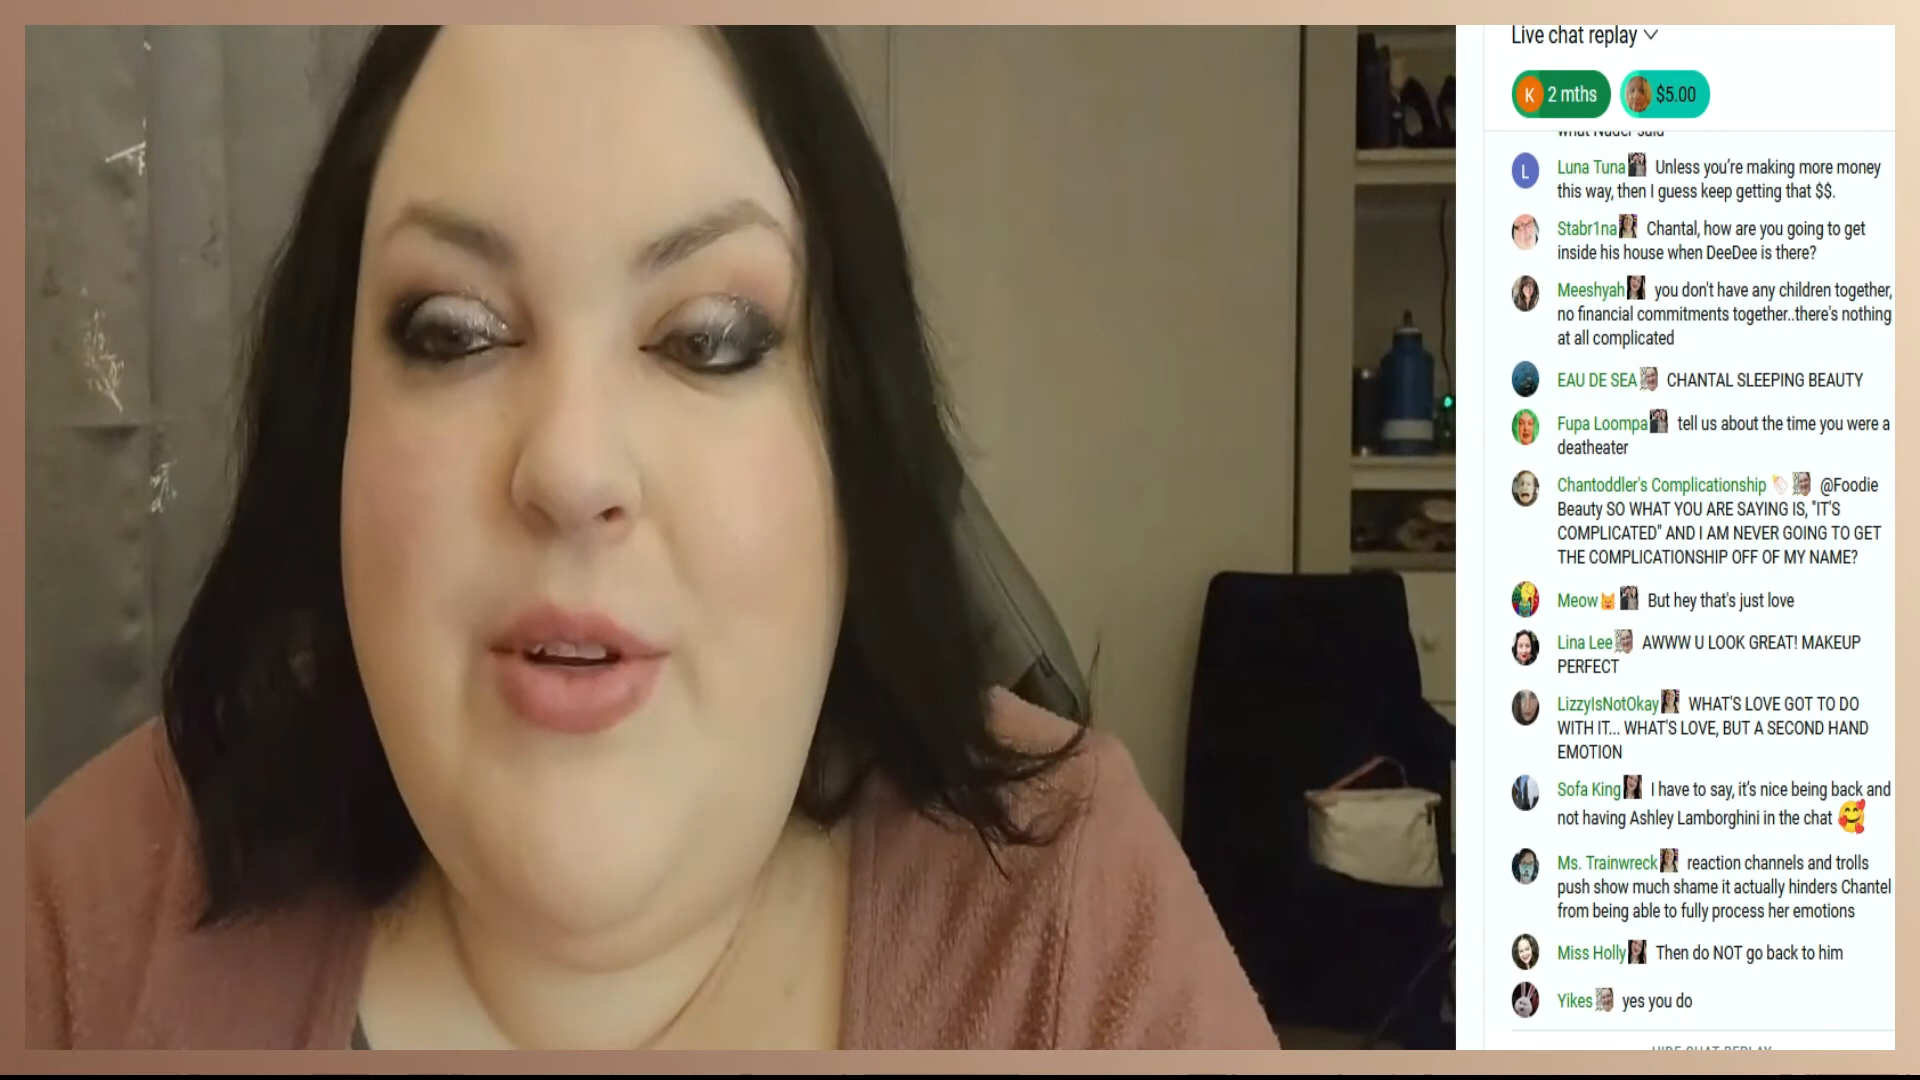 Live chat replay
K 2 mths $5.00
what Nader said
Luna Tuna Unless you're making more money
this way, then I guess keep getting that $$.
Stabr1na Chantal, how are you going to get
inside his house when DeeDee is there?
Meeshyah you don't have any children together,
no financial commitments together..there's nothing
at all complicated
EAU DE SEA CHANTAL SLEEPING BEAUTY
Fupa Loompa tell us about the time you were a
deatheater
Chantoddler's Complicationship @Foodie
Beauty SO WHAT YOU ARE SAYING IS, "IT'S
COMPLICATED" AND I AM NEVER GOING TO GET
THE COMPLICATIONSHIP OFF OF MY NAME?
Meow But hey that's just love
Lina Lee AWWW U LOOK GREAT! MAKEUP
PERFECT
LizzyIsNotOkay WHAT'S LOVE GOT TO DO
WITH IT... WHAT'S LOVE, BUT A SECOND HAND
EMOTION
Sofa King I have to say, it's nice being back and
not having Ashley Lamborghini in the chat 🥰
Ms. Trainwreck reaction channels and trolls
push show much shame it actually hinders Chantel
from being able to fully process her emotions
Miss Holly Then do NOT go back to him
Yikes yes you do
HIDE CHAT REPLAY